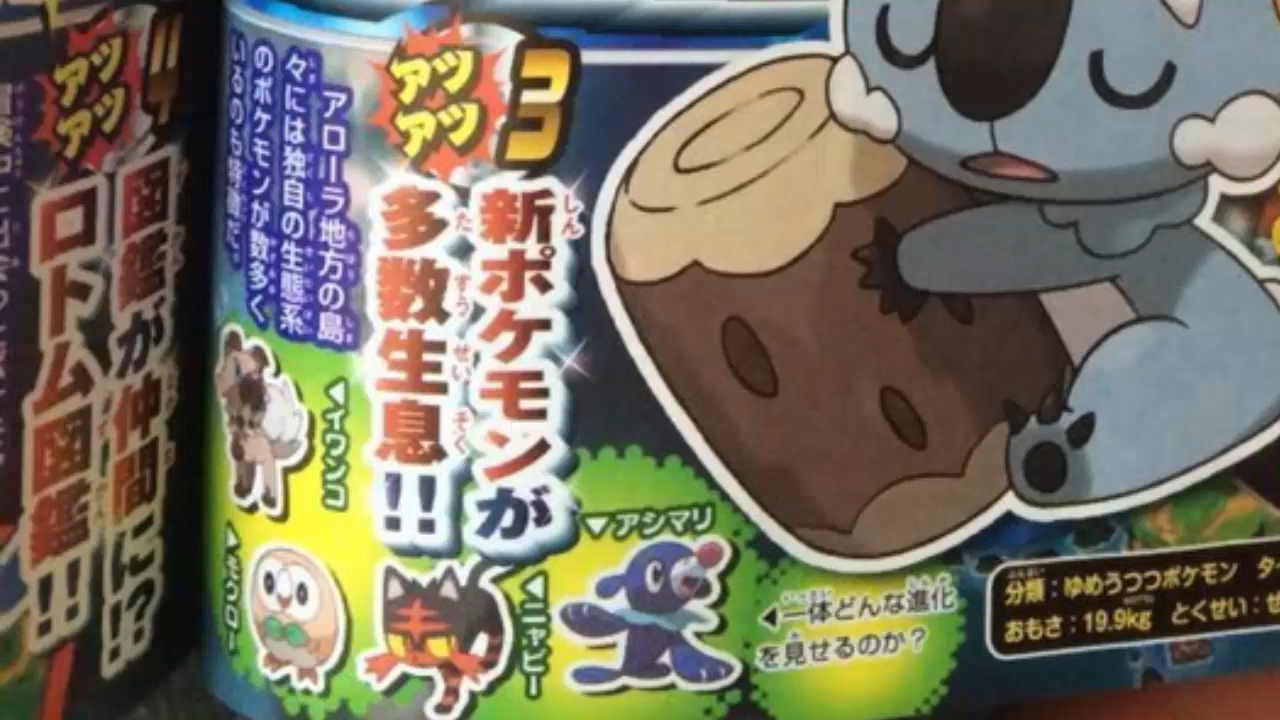 アツ
アツ
新ポケモンが
多数生息!!
アローラ地方の島
々には独自の生態系
のポケモンが数多く
いるのも特徴だ。
▲イワンコ
▲モクロー
▲ニャビー
▼アシマリ
◀一体どんな進化
を見せるのか?
分類:ゆめうつつポケモン タ
おもさ:19.9kg とくせい:ぜ
アツ
アツ
図鑑が仲間に!?
ロトム図鑑!!